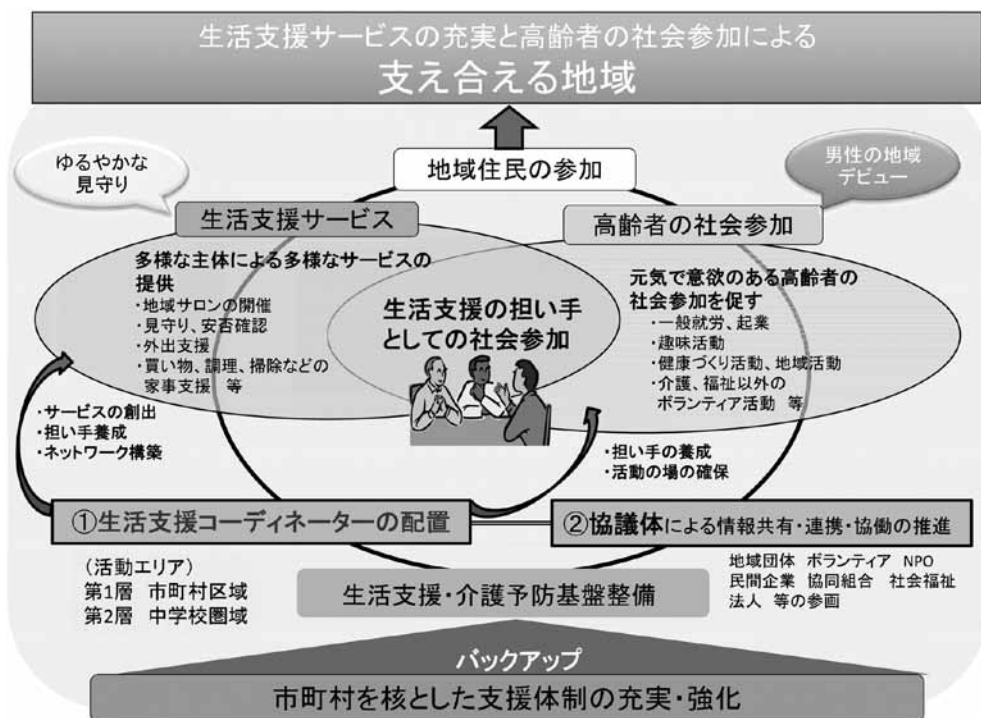 生活支援サービスの充実と高齢者の社会参加による
支え合える地域
地域住民の参加
ゆるやかな
見守り
男性の地域
デビュー
生活支援サービス
高齢者の社会参加
多様な主体による多様なサービスの
提供
・地域サロンの開催
・見守り、安否確認
・外出支援
・買い物、調理、掃除などの
家事支援 等
生活支援の担い手
としての社会参加
元気で意欲のある高齢者の
社会参加を促す
・一般就労、起業
・趣味活動
・健康づくり活動、地域活動
・介護、福祉以外の
ボランティア活動 等
・サービスの創出
・担い手養成
・ネットワーク構築
・担い手の養成
・活動の場の確保
①生活支援コーディネーターの配置
②協議体による情報共有・連携・協働の推進
（活動エリア）
第1層 市町村区域
第2層 中学校圏域
地域団体 ボランティア NPO
民間企業 協同組合 社会福祉
法人 等の参画
生活支援・介護予防基盤整備
バックアップ
市町村を核とした支援体制の充実・強化